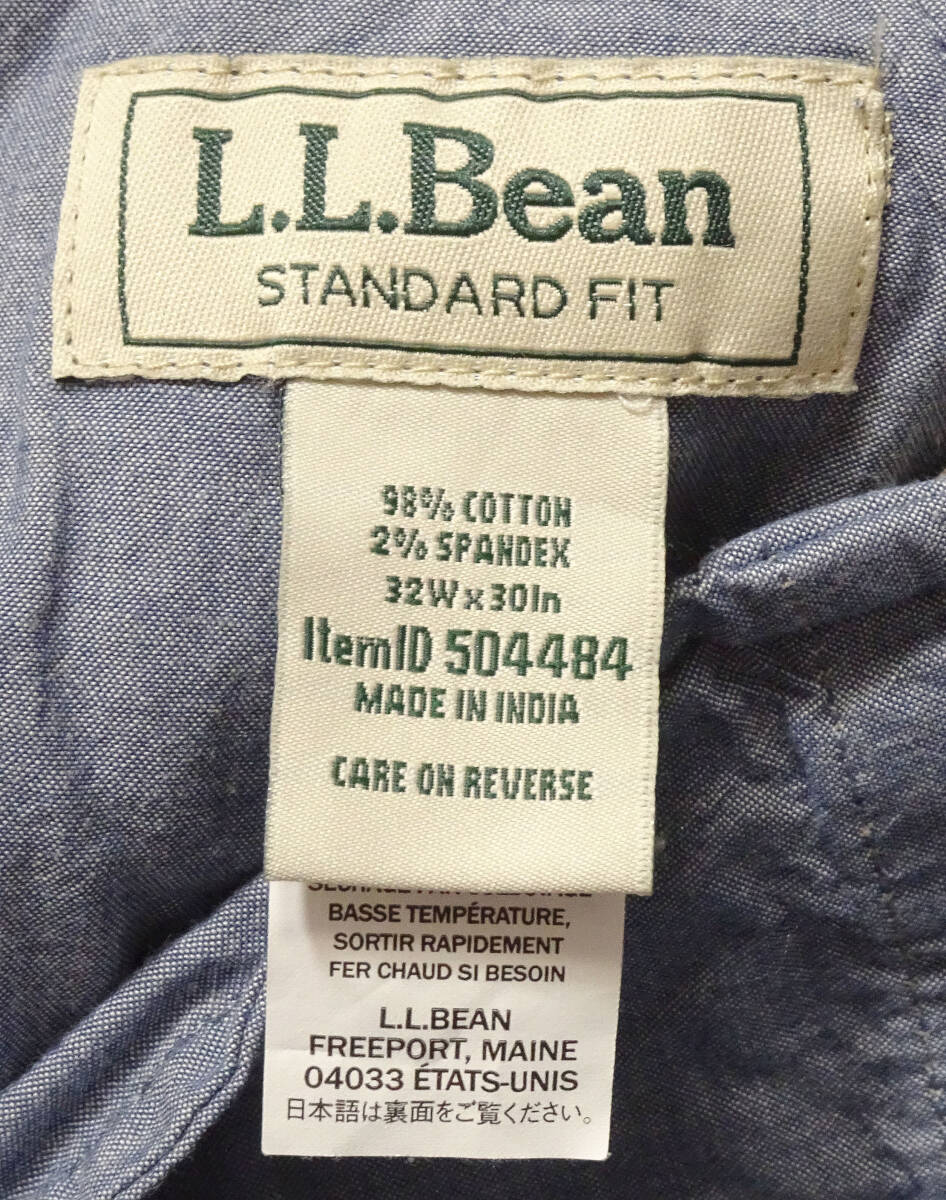 L.L.Bean
STANDARD FIT
98% COTTON
2% SPANDEX
32W x 30In
ItemID 504484
MADE IN INDIA
CARE ON REVERSE
BASSE TEMPÉRATURE,
SORTIR RAPIDEMENT
FER CHAUD SI BESOIN
L.L.BEAN
FREEPORT, MAINE
04033 ÉTATS-UNIS
日本語は裏面をご覧ください。